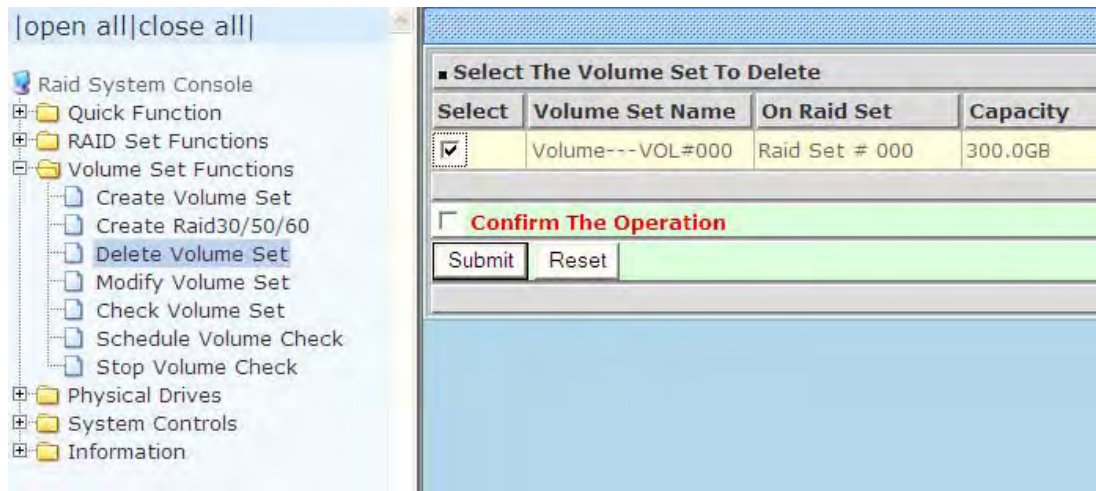 |open all|close all|
Raid System Console
Quick Function
RAID Set Functions
Volume Set Functions
Create Volume Set
Create Raid30/50/60
Delete Volume Set
Modify Volume Set
Check Volume Set
Schedule Volume Check
Stop Volume Check
Physical Drives
System Controls
Information
Select The Volume Set To Delete
Select Volume Set Name On Raid Set Capacity
Volume---VOL#000 Raid Set # 000 300.0GB
Confirm The Operation
Submit Reset